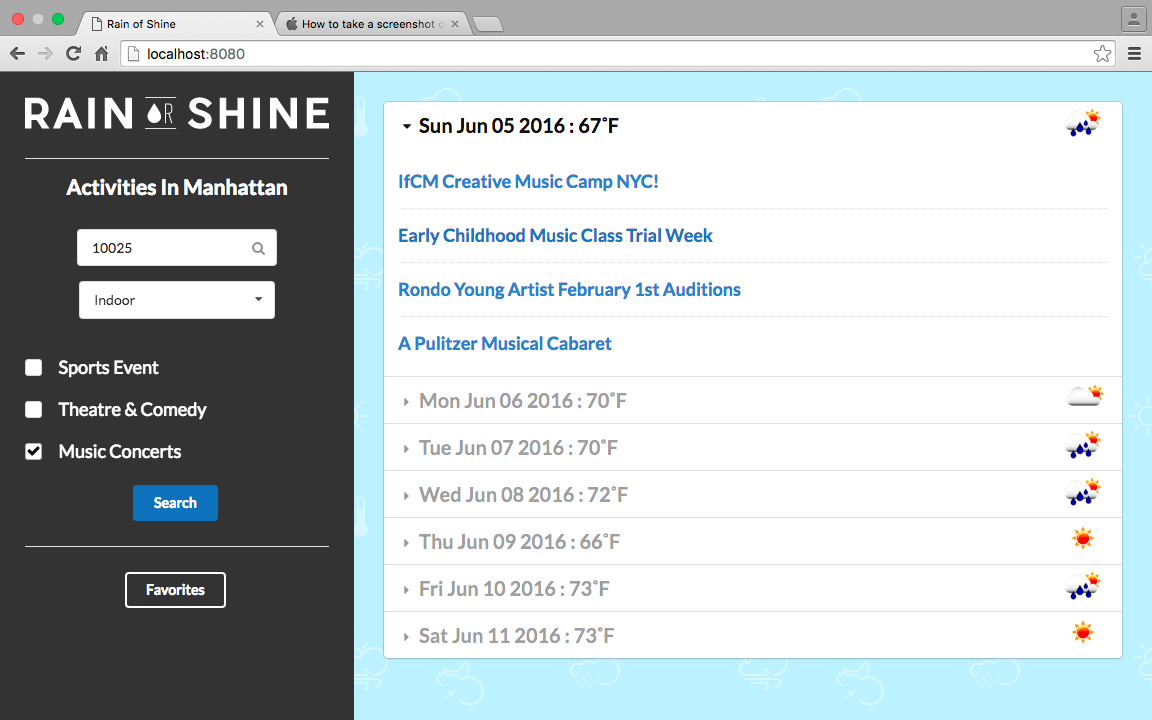 Rain of Shine
How to take a screenshot o
localhost:8080
RAIN OR SHINE
Activities In Manhattan
10025
Indoor
Sports Event
Theatre & Comedy
Music Concerts
Search
Favorites
Sun Jun 05 2016 : 67˚F
IfCM Creative Music Camp NYC!
Early Childhood Music Class Trial Week
Rondo Young Artist February 1st Auditions
A Pulitzer Musical Cabaret
Mon Jun 06 2016 : 70˚F
Tue Jun 07 2016 : 70˚F
Wed Jun 08 2016 : 72˚F
Thu Jun 09 2016 : 66˚F
Fri Jun 10 2016 : 73˚F
Sat Jun 11 2016 : 73˚F